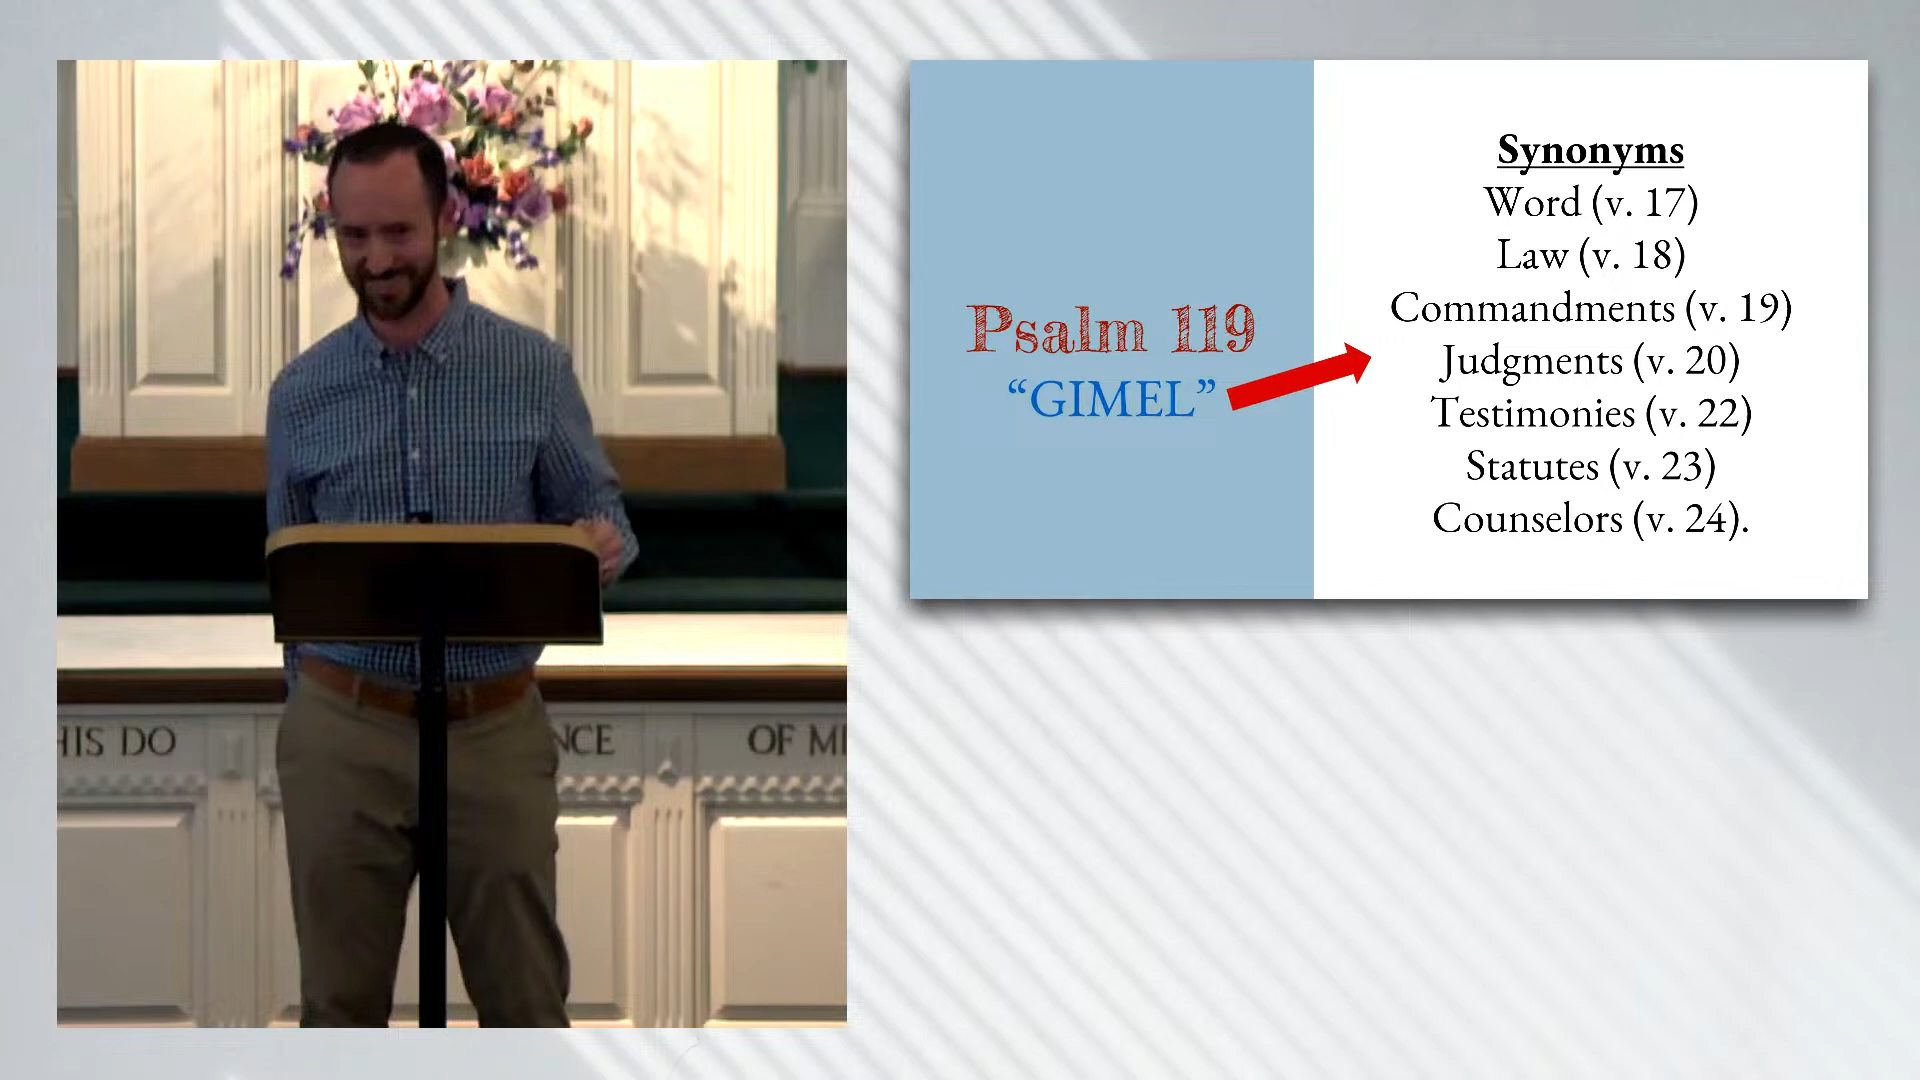 Psalm 119
“GIMEL”
Synonyms
Word (v. 17)
Law (v. 18)
Commandments (v. 19)
Judgments (v. 20)
Testimonies (v. 22)
Statutes (v. 23)
Counselors (v. 24).
HIS DO
NCE
OF M